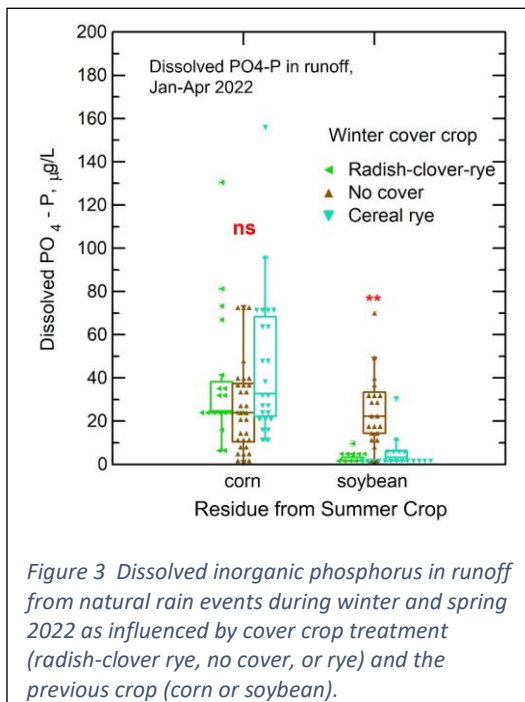 200
180
160
140
120
100
80
60
40
20
0
Dissolved PO 4 - P, µg/L
Dissolved PO4-P in runoff,
Jan-Apr 2022
Winter cover crop
Radish-clover-rye
No cover
Cereal rye
ns
**
corn soybean
Residue from Summer Crop
Figure 3 Dissolved inorganic phosphorus in runoff
from natural rain events during winter and spring
2022 as influenced by cover crop treatment
(radish-clover rye, no cover, or rye) and the
previous crop (corn or soybean).